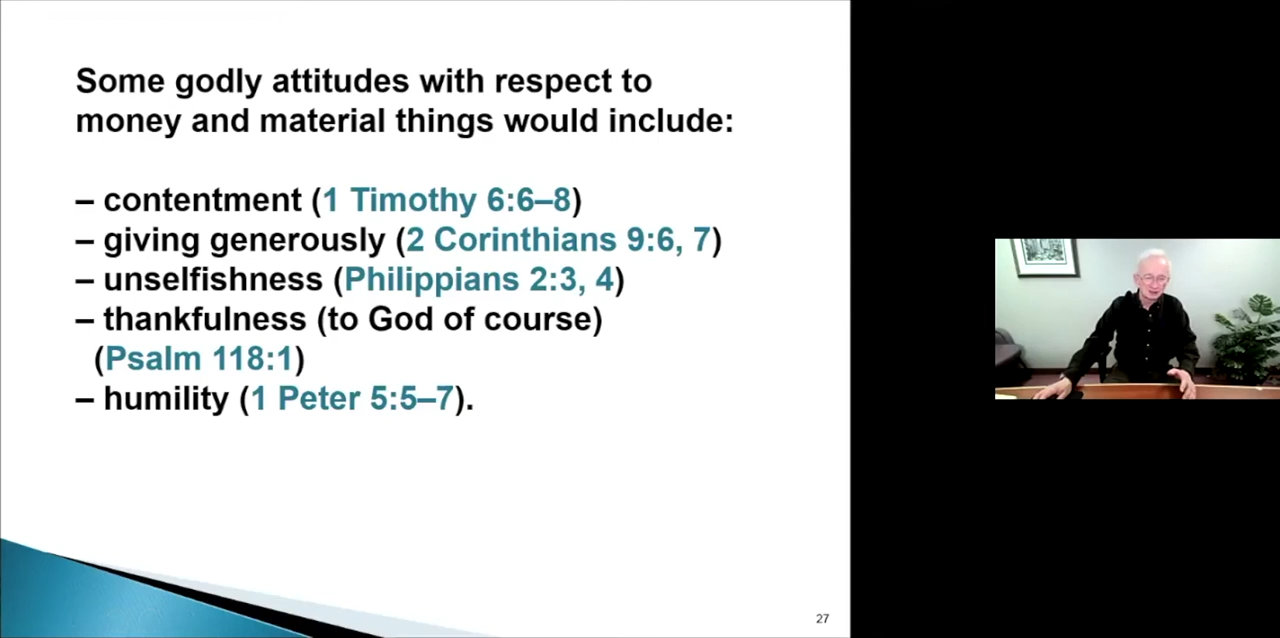 Some godly attitudes with respect to
money and material things would include:
– contentment (1 Timothy 6:6–8)
– giving generously (2 Corinthians 9:6, 7)
– unselfishness (Philippians 2:3, 4)
– thankfulness (to God of course)
(Psalm 118:1)
– humility (1 Peter 5:5–7).
27